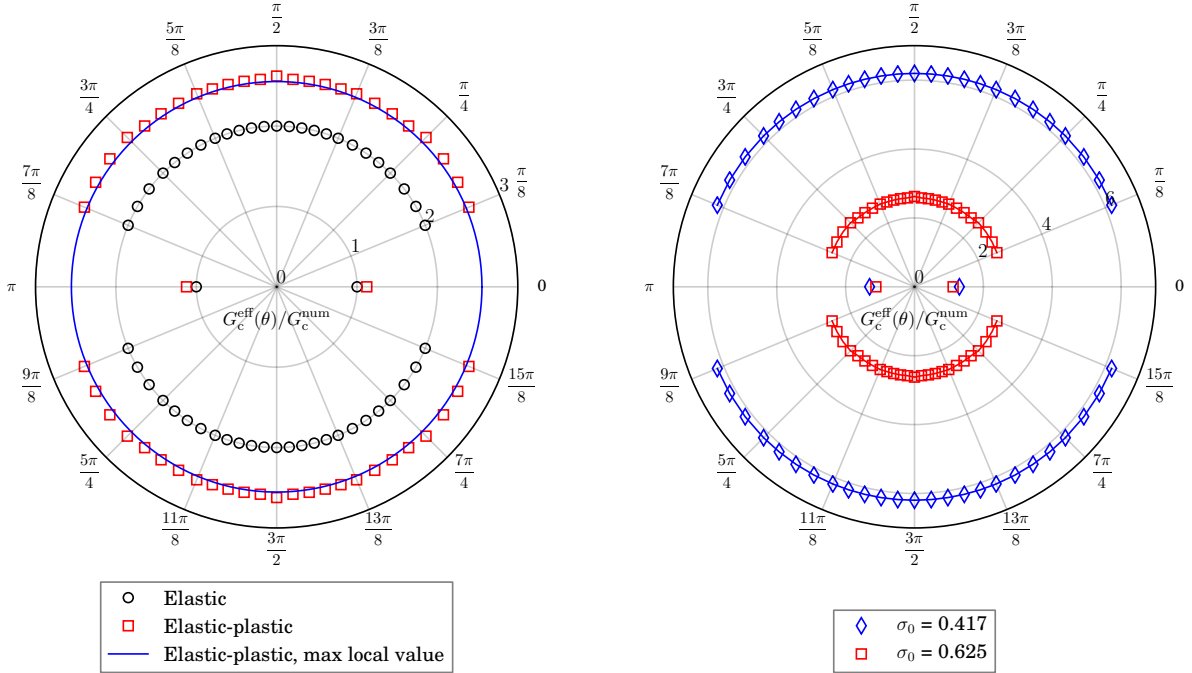 π/2
5π/8
3π/8
3π/4
π/4
7π/8
π/8
π
0
9π/8
15π/8
5π/4
7π/4
11π/8
13π/8
3π/2
0
1
2
3
G_c^eff(θ)/G_c^num
Elastic
Elastic-plastic
Elastic-plastic, max local value
π/2
5π/8
3π/8
3π/4
π/4
7π/8
π/8
π
0
9π/8
15π/8
5π/4
7π/4
11π/8
13π/8
3π/2
0
2
4
6
G_c^eff(θ)/G_c^num
σ₀ = 0.417
σ₀ = 0.625